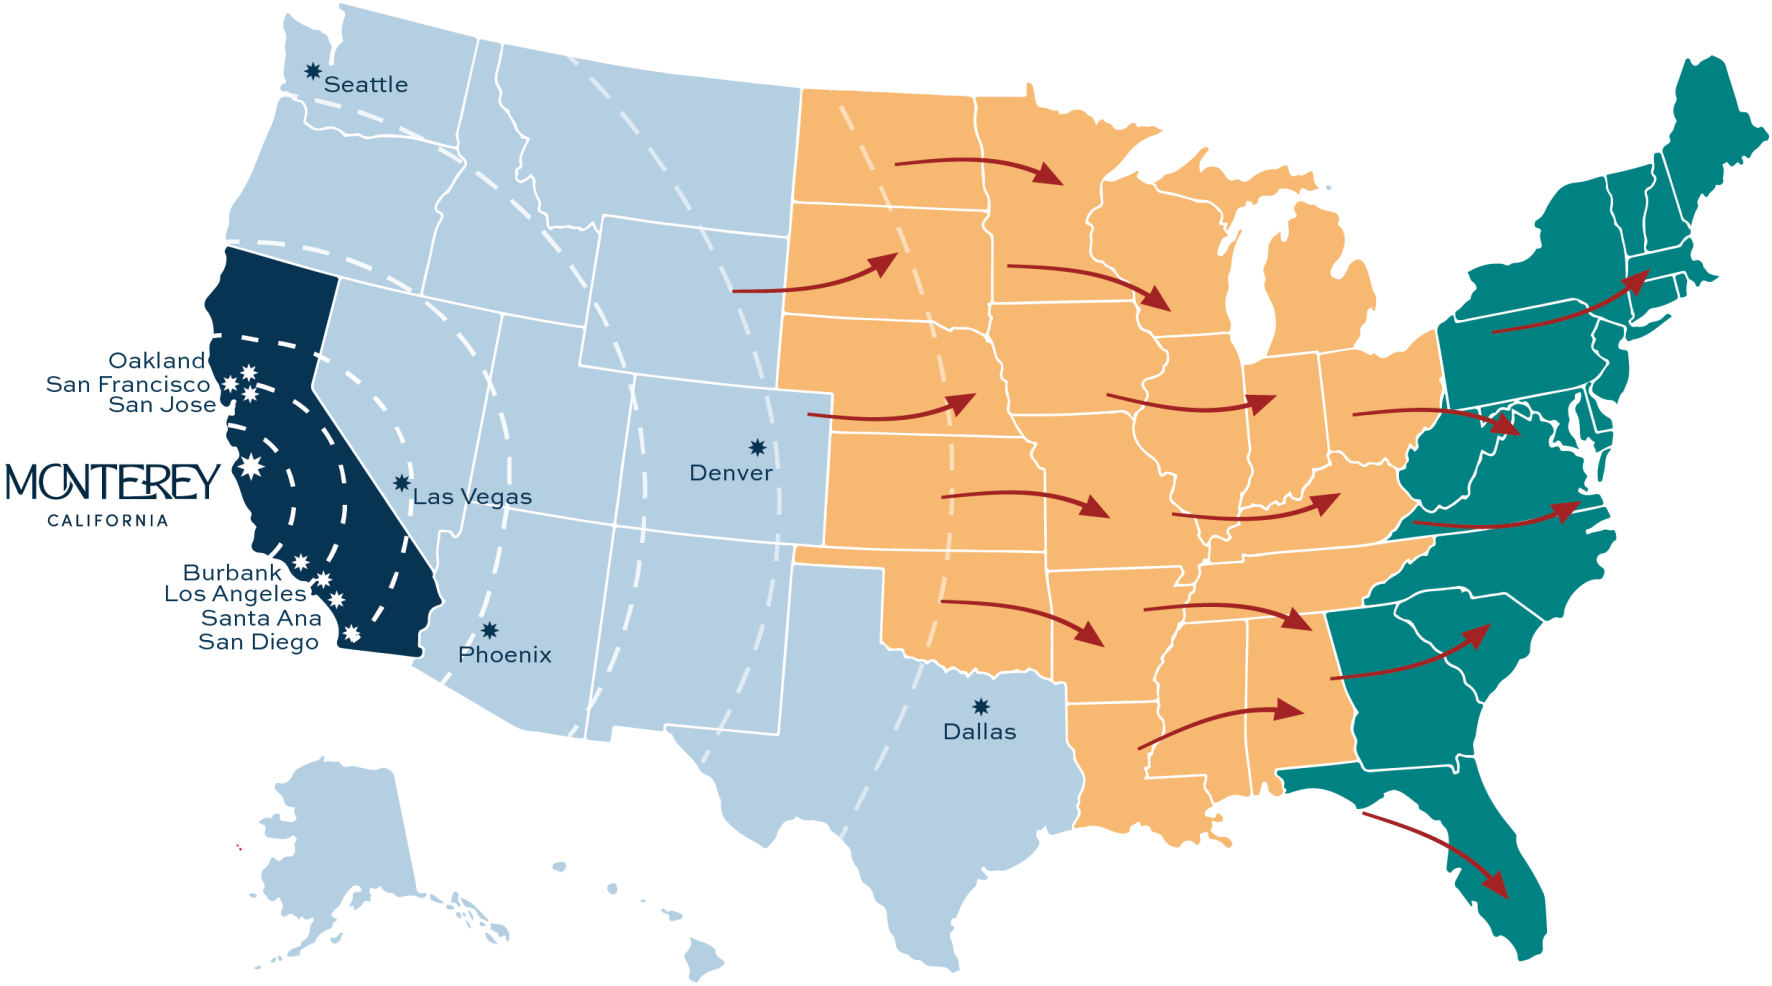 Seattle
Oakland
San Francisco
San Jose
MONTEREY
CALIFORNIA
Las Vegas
Denver
Burbank
Los Angeles
Santa Ana
San Diego
Phoenix
Dallas